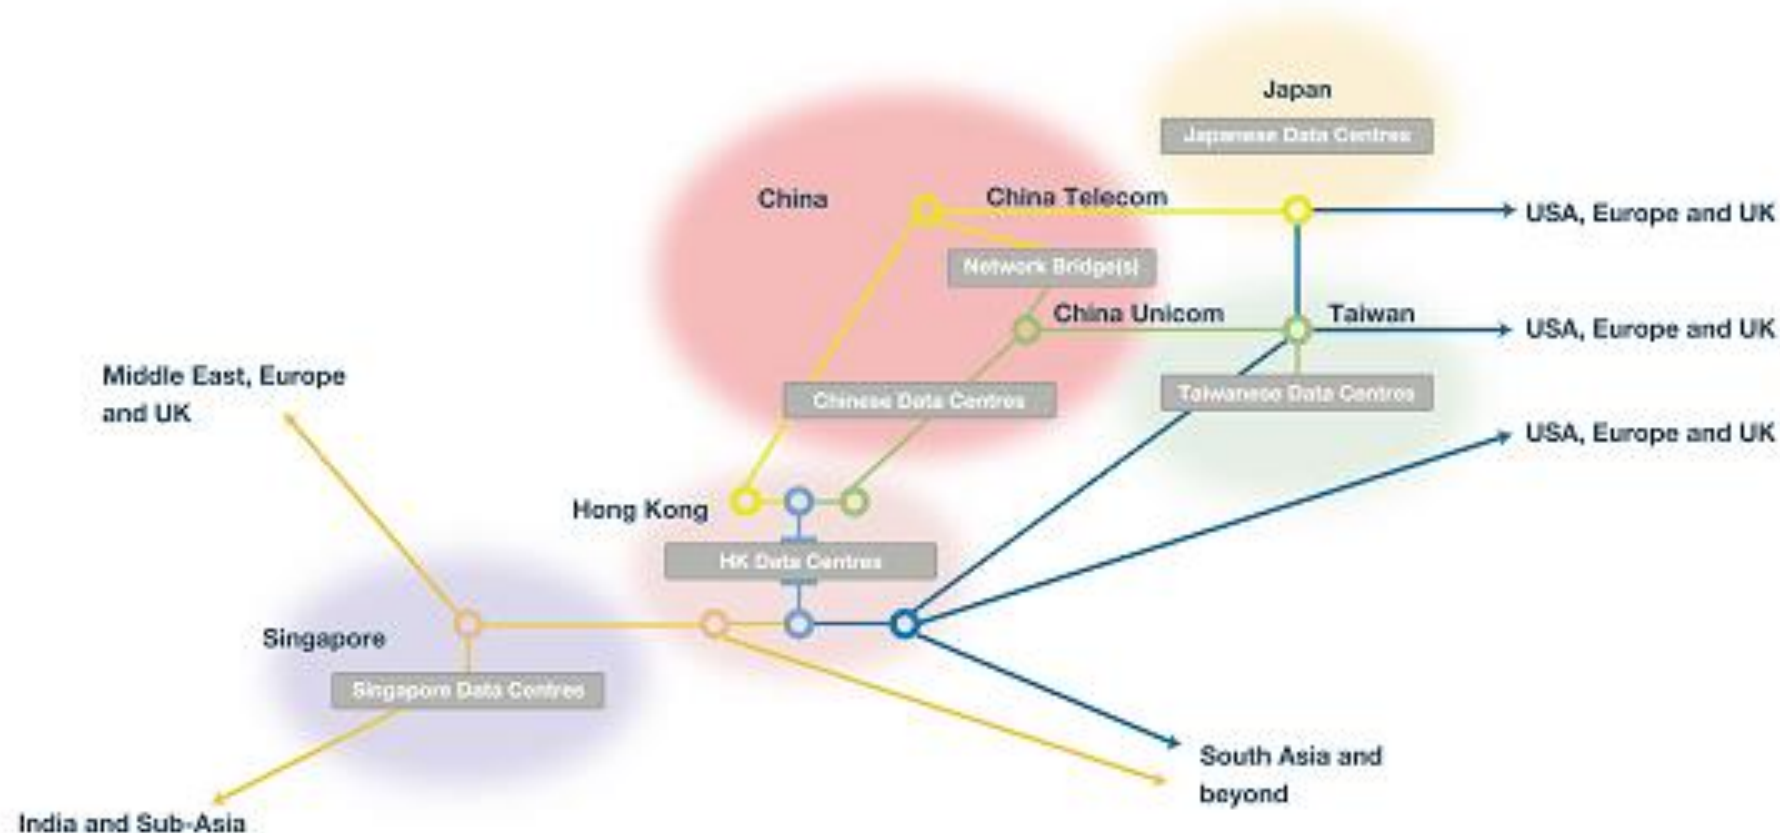 Japan
Japanese Data Centres
China
China Telecom
USA, Europe and UK
Network Bridge(s)
China Unicom
Taiwan
USA, Europe and UK
Middle East, Europe
and UK
Chinese Data Centres
Taiwanese Data Centres
USA, Europe and UK
Hong Kong
HK Data Centres
Singapore
Singapore Data Centres
South Asia and
beyond
India and Sub-Asia